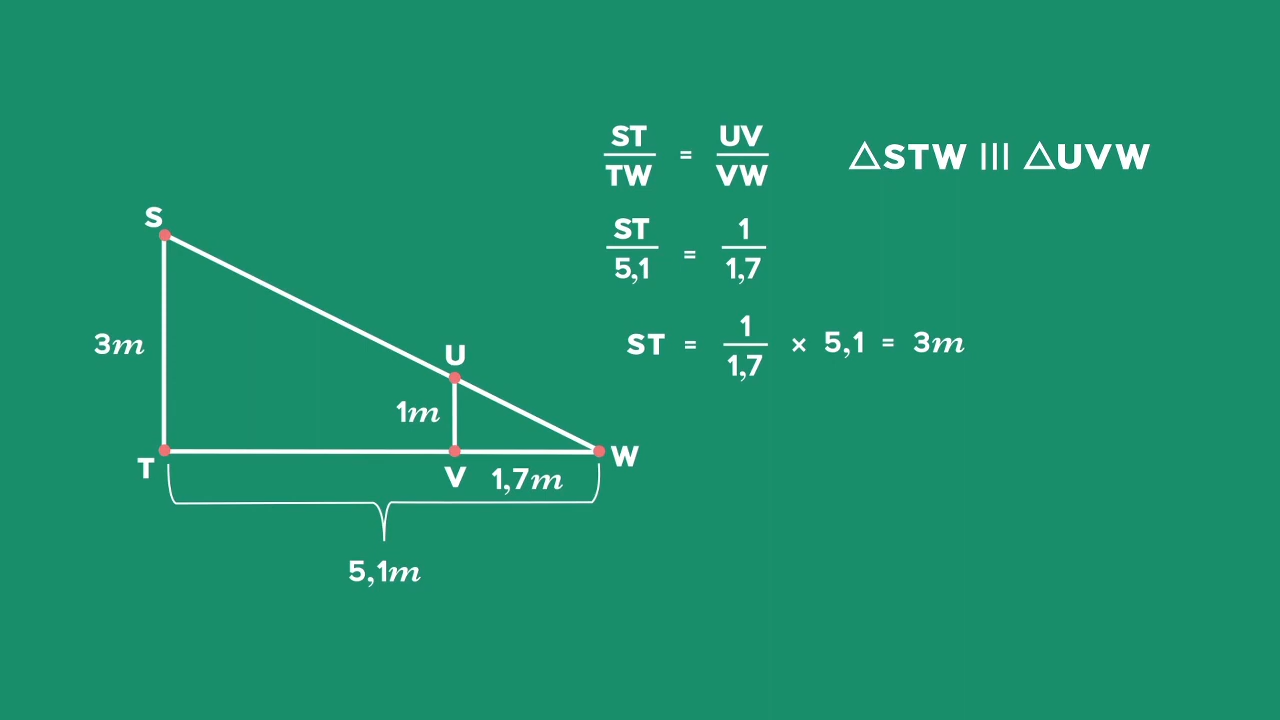 ST/TW = UV/VW △STW ||| △UVW
ST/5,1 = 1/1,7
ST = 1/1,7 × 5,1 = 3m
S
3m
U
1m
T
V
1,7m
W
5,1m